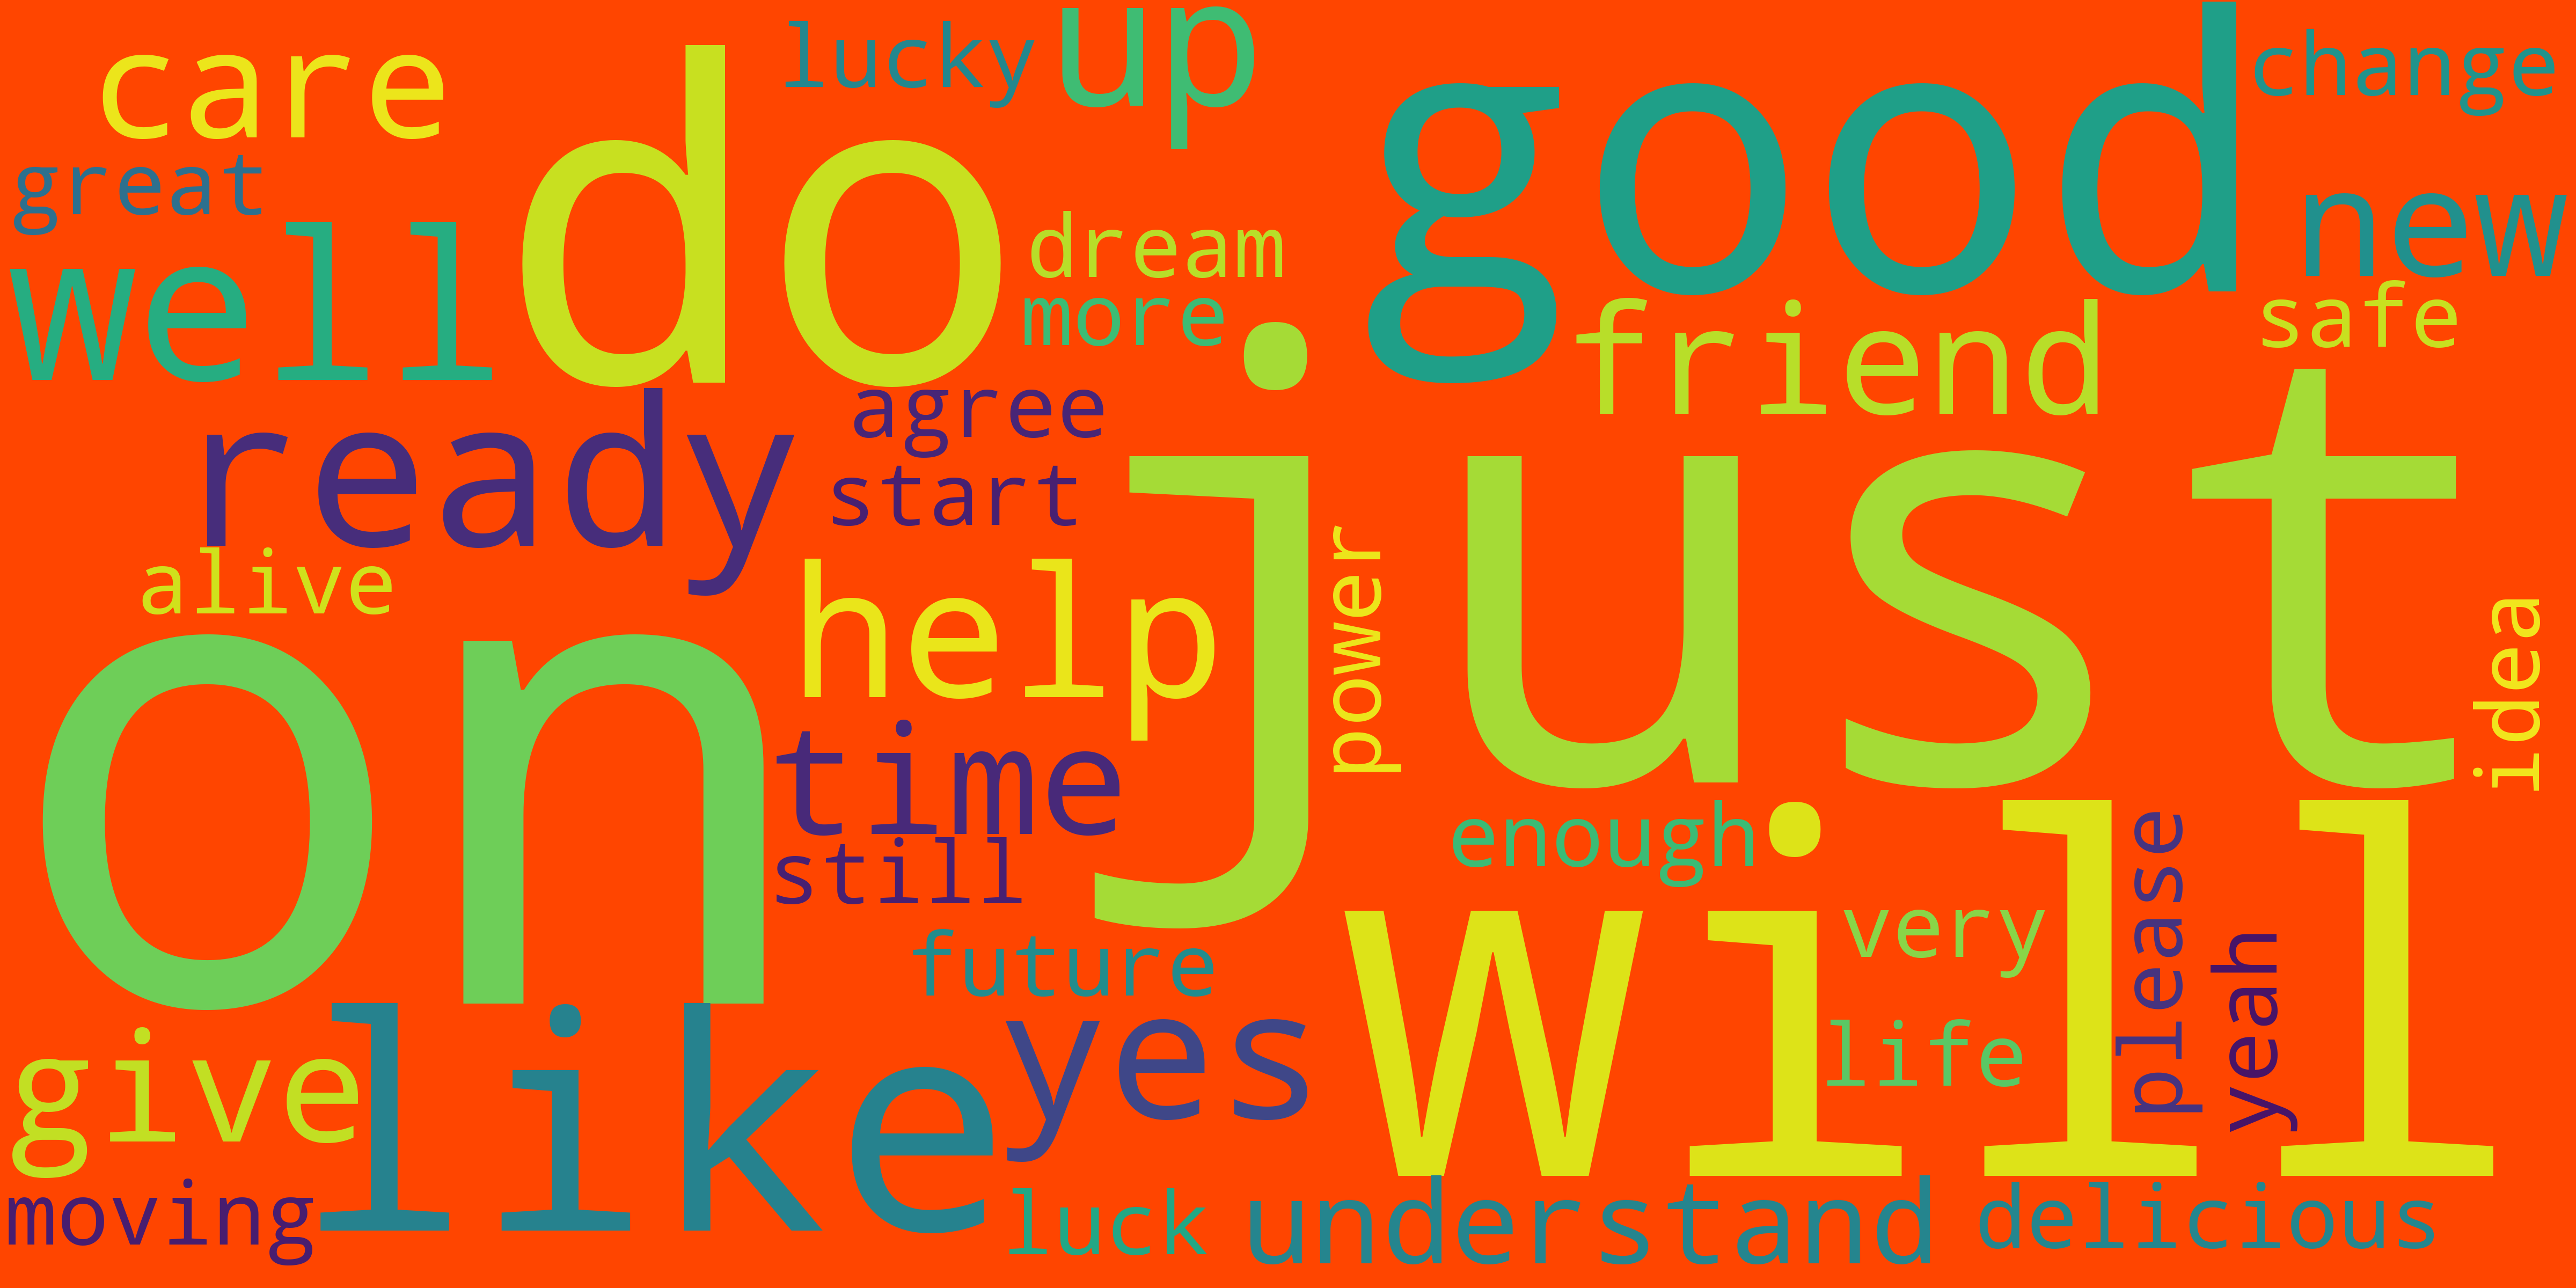 care
lucky
up
good
change
great
do
new
well
dream
more
friend
safe
ready
agree
start
just
alive
help
power
idea
on
time
still
enough
will
very
please
yeah
future
life
give
like
yes
moving
luck
understand
delicious